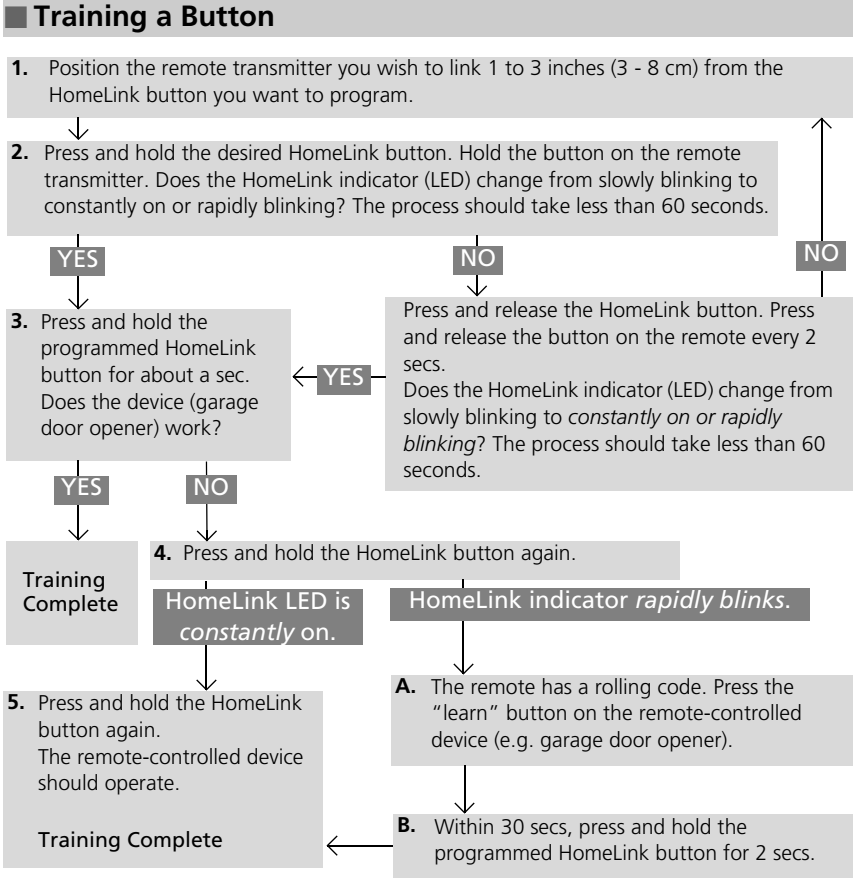 Training a Button
1. Position the remote transmitter you wish to link 1 to 3 inches (3 - 8 cm) from the
HomeLink button you want to program.
2. Press and hold the desired HomeLink button. Hold the button on the remote
transmitter. Does the HomeLink indicator (LED) change from slowly blinking to
constantly on or rapidly blinking? The process should take less than 60 seconds.
YES
NO
NO
3. Press and hold the
programmed HomeLink
button for about a sec.
Does the device (garage
door opener) work?
YES
Press and release the HomeLink button. Press
and release the button on the remote every 2
secs.
Does the HomeLink indicator (LED) change from
slowly blinking to constantly on or rapidly
blinking? The process should take less than 60
seconds.
YES
NO
Training
Complete
4. Press and hold the HomeLink button again.
HomeLink LED is
constantly on.
HomeLink indicator rapidly blinks.
5. Press and hold the HomeLink
button again.
The remote-controlled device
should operate.
Training Complete
A. The remote has a rolling code. Press the
“learn” button on the remote-controlled
device (e.g. garage door opener).
B. Within 30 secs, press and hold the
programmed HomeLink button for 2 secs.